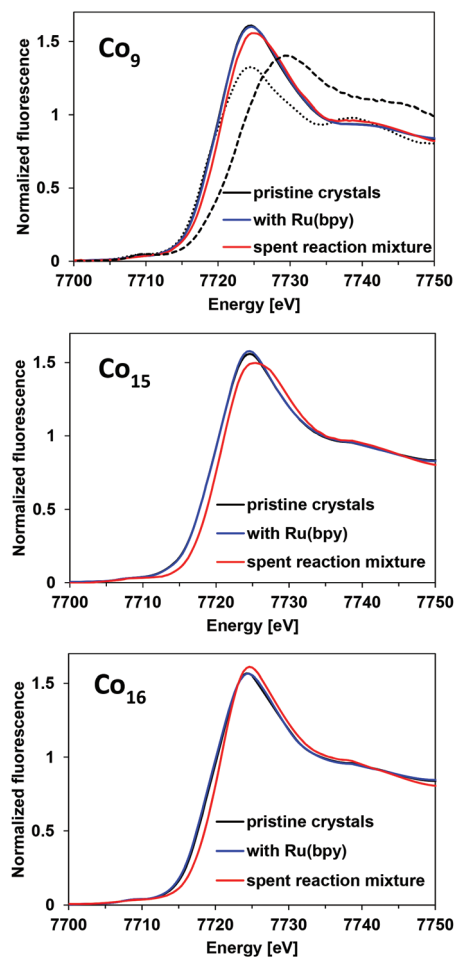 Co9
Normalized fluorescence
1.5
1
0.5
0
pristine crystals
with Ru(bpy)
spent reaction mixture
7700 7710 7720 7730 7740 7750
Energy [eV]
Co15
Normalized fluorescence
1.5
1
0.5
0
pristine crystals
with Ru(bpy)
spent reaction mixture
7700 7710 7720 7730 7740 7750
Energy [eV]
Co16
Normalized fluorescence
1.5
1
0.5
0
pristine crystals
with Ru(bpy)
spent reaction mixture
7700 7710 7720 7730 7740 7750
Energy [eV]